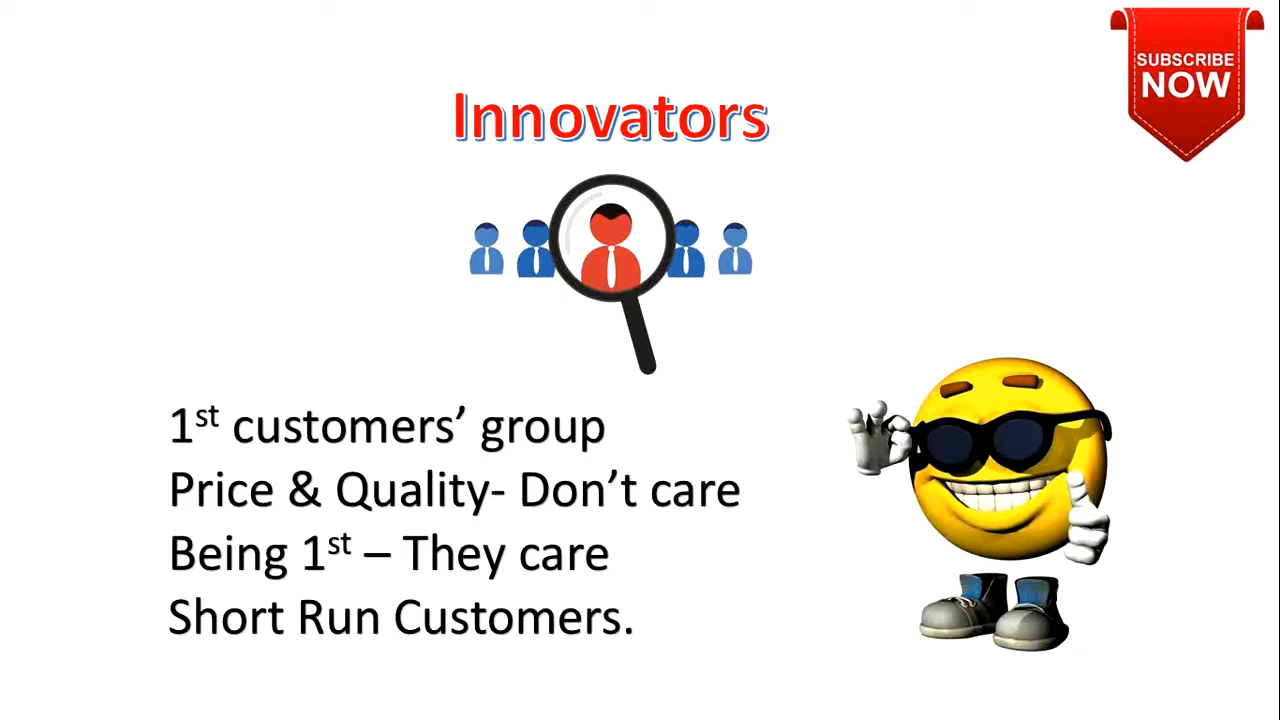 SUBSCRIBE
NOW
Innovators
1st customers’ group
Price & Quality- Don’t care
Being 1st – They care
Short Run Customers.